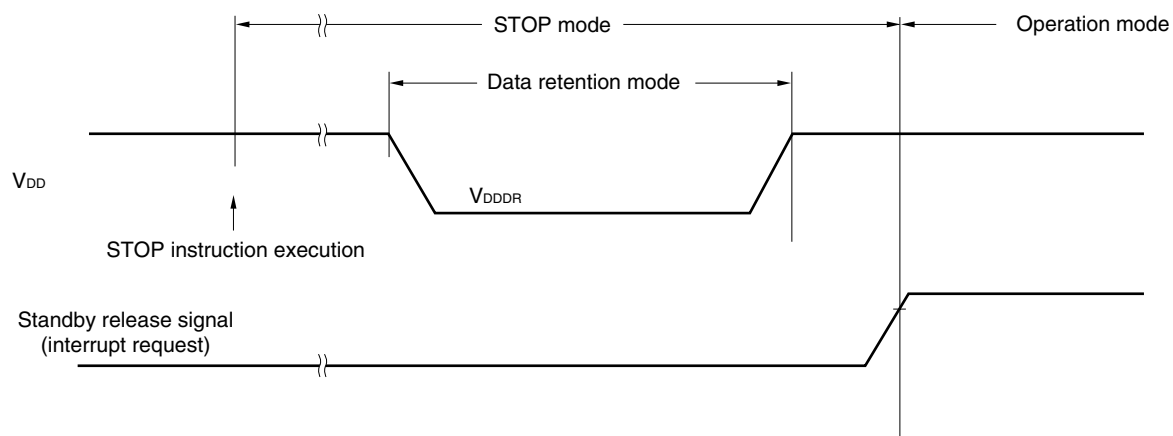 STOP mode
Operation mode
Data retention mode
VDD
VDDDR
STOP instruction execution
Standby release signal
(interrupt request)